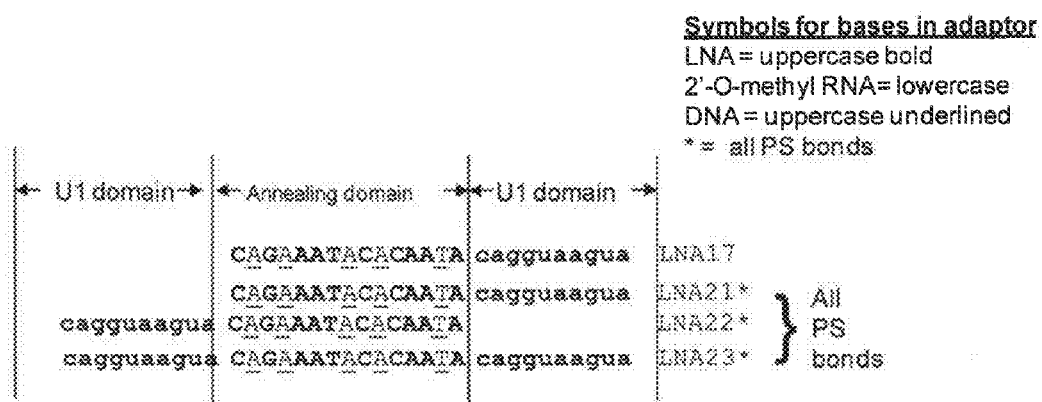 Symbols for bases in adaptor
LNA = uppercase bold
2'-O-methyl RNA= lowercase
DNA = uppercase underlined
* = all PS bonds
U1 domain Annealing domain U1 domain
CAGAAATACACAATA cagguaagua LNA17
CAGAAATACACAATA cagguaagua LNA21*
cagguaagua CAGAAATACACAATA LNA22*
cagguaagua CAGAAATACACAATA cagguaagua LNA23*
All
PS
bonds